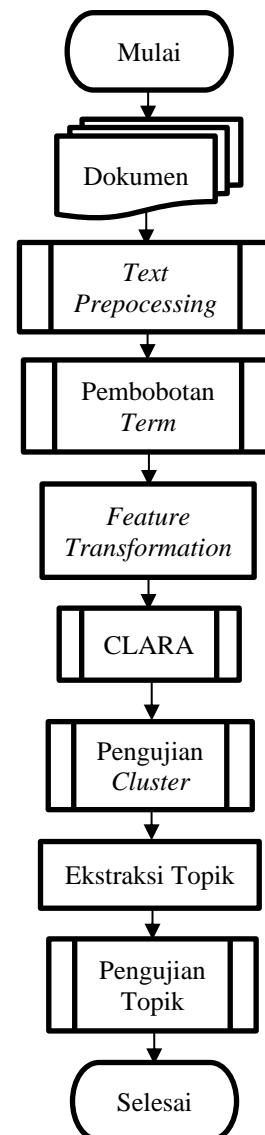 Mulai
Dokumen
Text
Prepocessing
Pembobotan
Term
Feature
Transformation
CLARA
Pengujian
Cluster
Ekstraksi Topik
Pengujian
Topik
Selesai